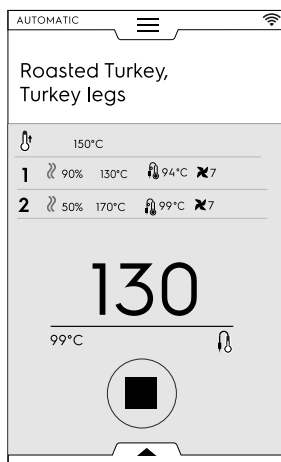 AUTOMATIC
Roasted Turkey,
Turkey legs
150°C
1 90% 130°C 94°C 7
2 50% 170°C 99°C 7
130
99°C